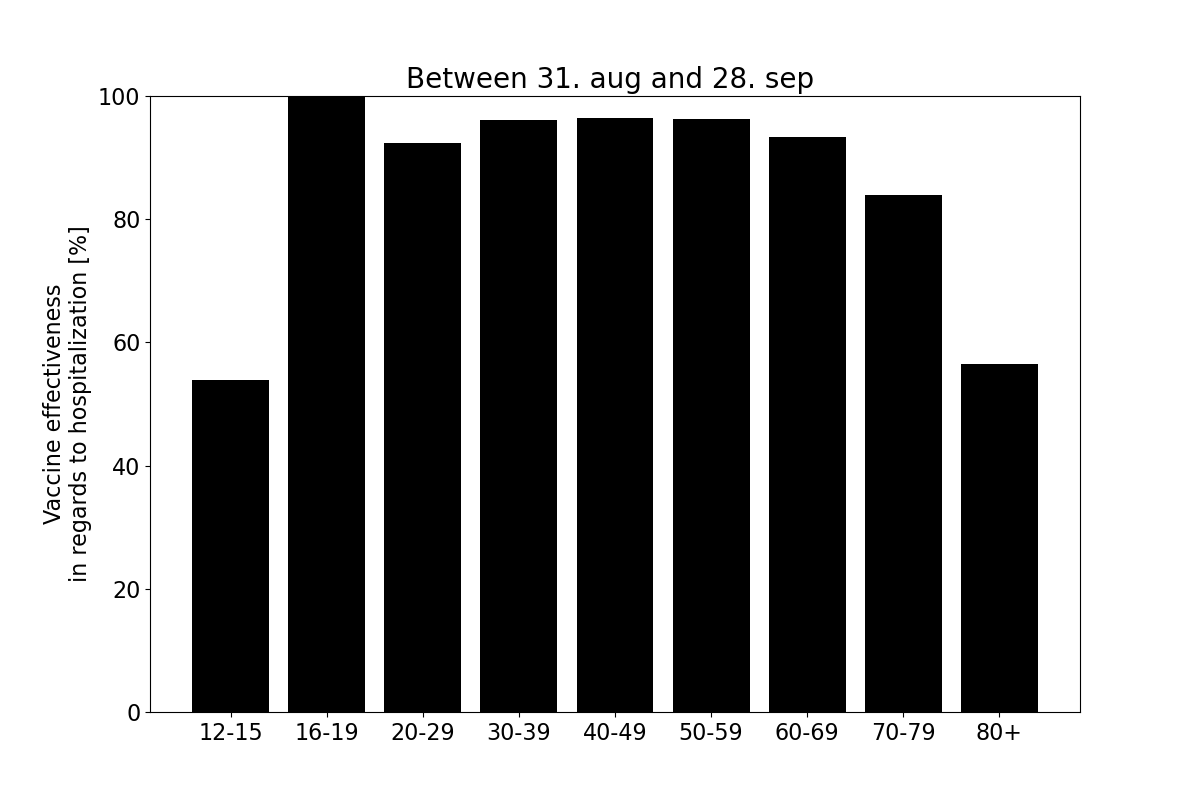 Between 31. aug and 28. sep
Vaccine effectiveness
in regards to hospitalization [%]
100
80
60
40
20
0
12-15 16-19 20-29 30-39 40-49 50-59 60-69 70-79 80+